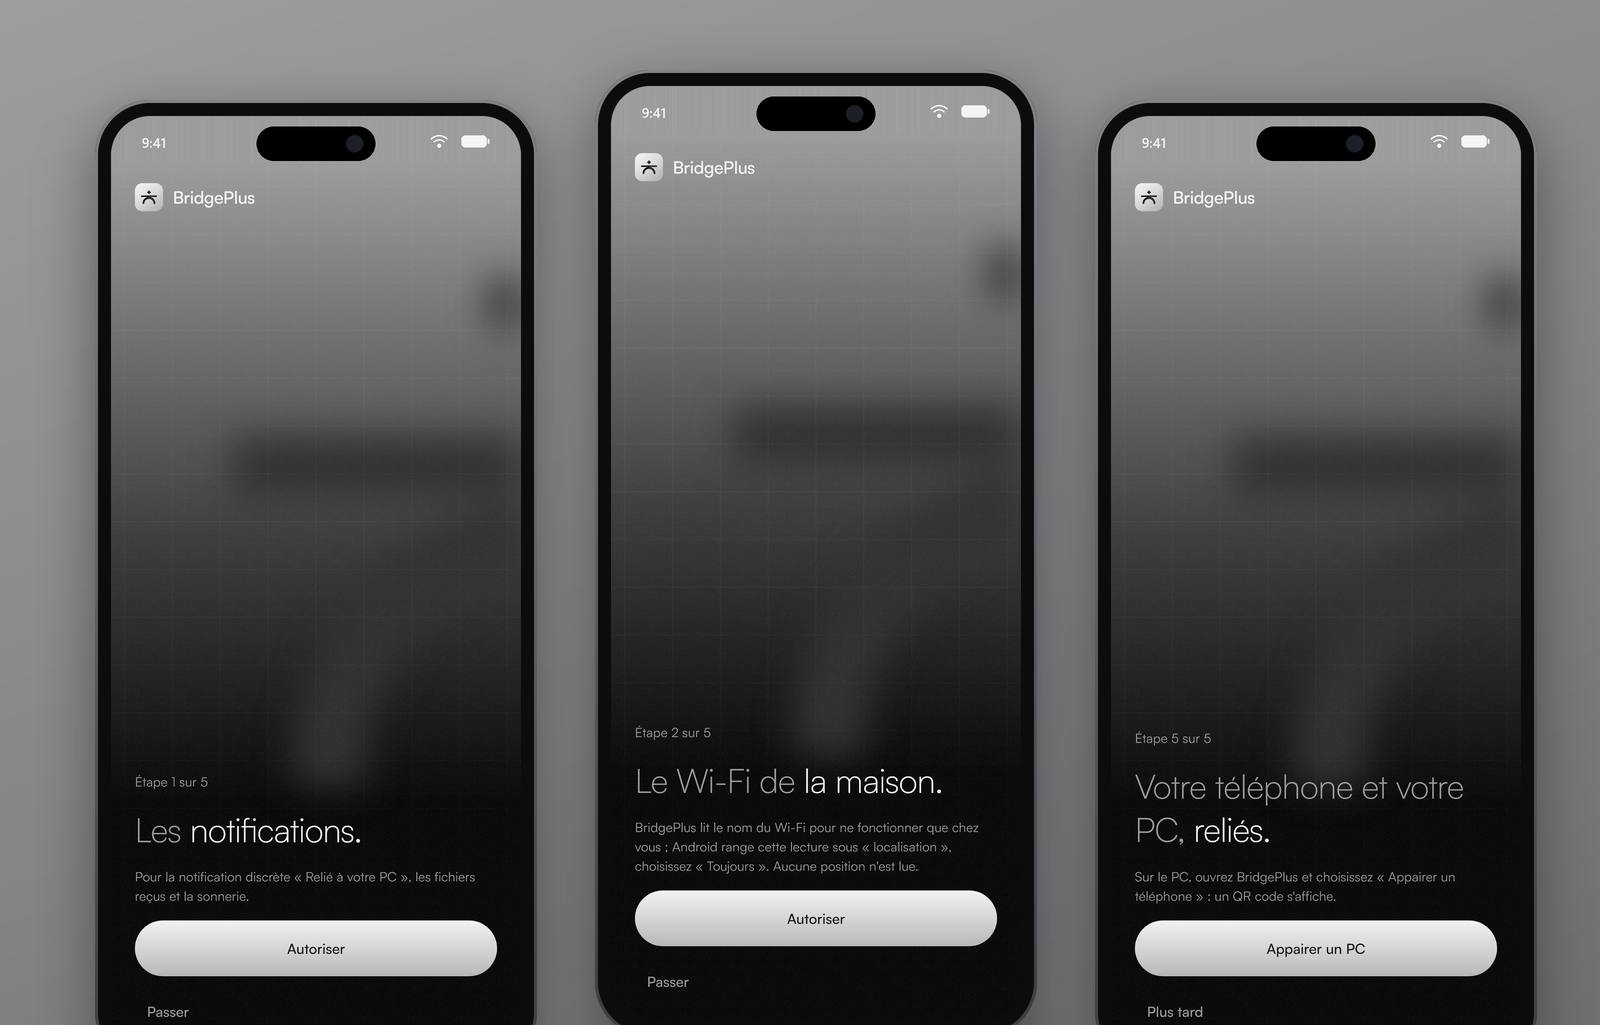 9:41
BridgePlus
Étape 1 sur 5
Les notifications.
Pour la notification discrète « Relié à votre PC », les fichiers
reçus et la sonnerie.
Autoriser
Passer
9:41
BridgePlus
Étape 2 sur 5
Le Wi-Fi de la maison.
BridgePlus lit le nom du Wi-Fi pour ne fonctionner que chez
vous ; Android range cette lecture sous « localisation »,
choisissez « Toujours ». Aucune position n'est lue.
Autoriser
Passer
9:41
BridgePlus
Étape 5 sur 5
Votre téléphone et votre
PC, reliés.
Sur le PC, ouvrez BridgePlus et choisissez « Appairer un
téléphone » : un QR code s'affiche.
Appairer un PC
Plus tard